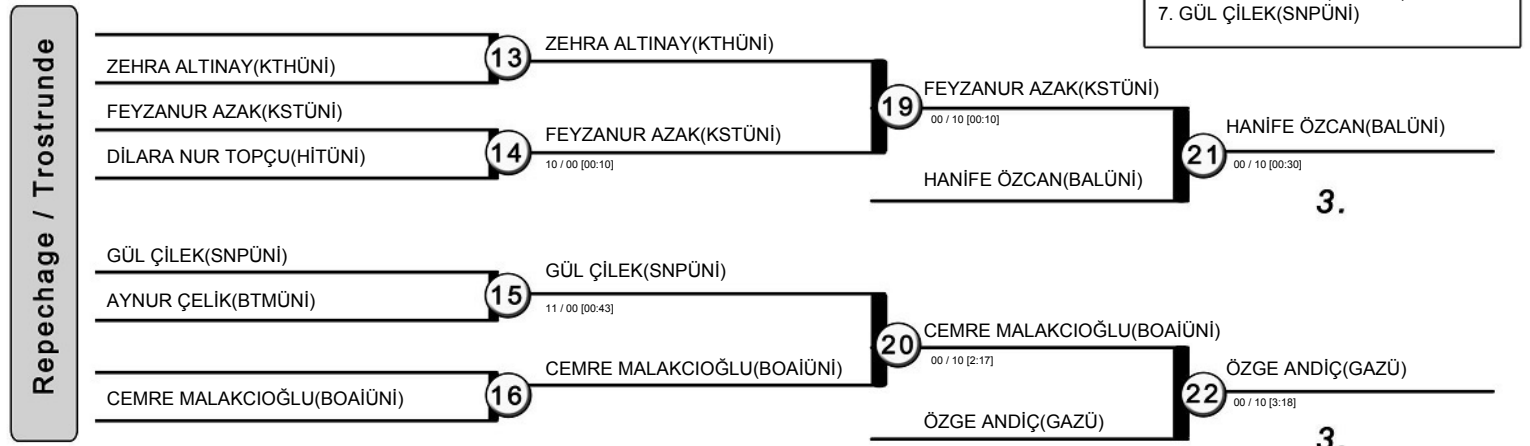 7. GÜL ÇİLEK(SNPÜNİ)
Repechage / Trostrunde
ZEHRA ALTINAY(KTHÜNİ)
13
ZEHRA ALTINAY(KTHÜNİ)
FEYZANUR AZAK(KSTÜNİ)
DİLARA NUR TOPÇU(HİTÜNİ)
14
FEYZANUR AZAK(KSTÜNİ)
10 / 00 [00:10]
19
FEYZANUR AZAK(KSTÜNİ)
00 / 10 [00:10]
HANİFE ÖZCAN(BALÜNİ)
21
HANİFE ÖZCAN(BALÜNİ)
00 / 10 [00:30]
3.
GÜL ÇİLEK(SNPÜNİ)
AYNUR ÇELİK(BTMÜNİ)
15
GÜL ÇİLEK(SNPÜNİ)
11 / 00 [00:43]
CEMRE MALAKCIOĞLU(BOAİÜNİ)
16
CEMRE MALAKCIOĞLU(BOAİÜNİ)
20
CEMRE MALAKCIOĞLU(BOAİÜNİ)
00 / 10 [2:17]
ÖZGE ANDİÇ(GAZÜ)
22
ÖZGE ANDİÇ(GAZÜ)
00 / 10 [3:18]
3.